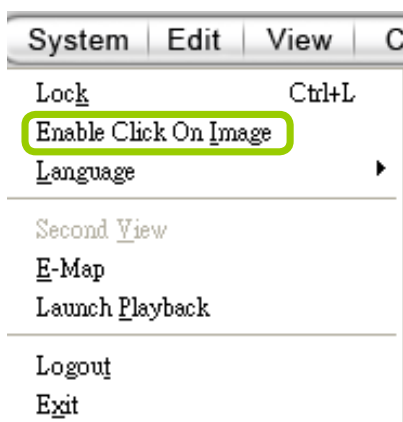 System Edit View C
Lock Ctrl+L
Enable Click On Image
Language
Second View
E-Map
Launch Playback
Logout
Exit